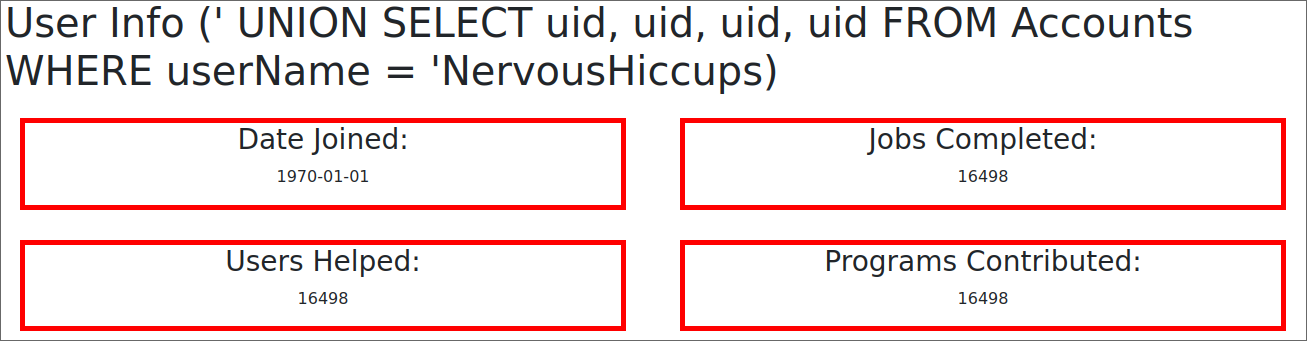 User Info (' UNION SELECT uid, uid, uid, uid FROM Accounts
WHERE userName = 'NervousHiccups)
Date Joined:
1970-01-01
Jobs Completed:
16498
Users Helped:
16498
Programs Contributed:
16498